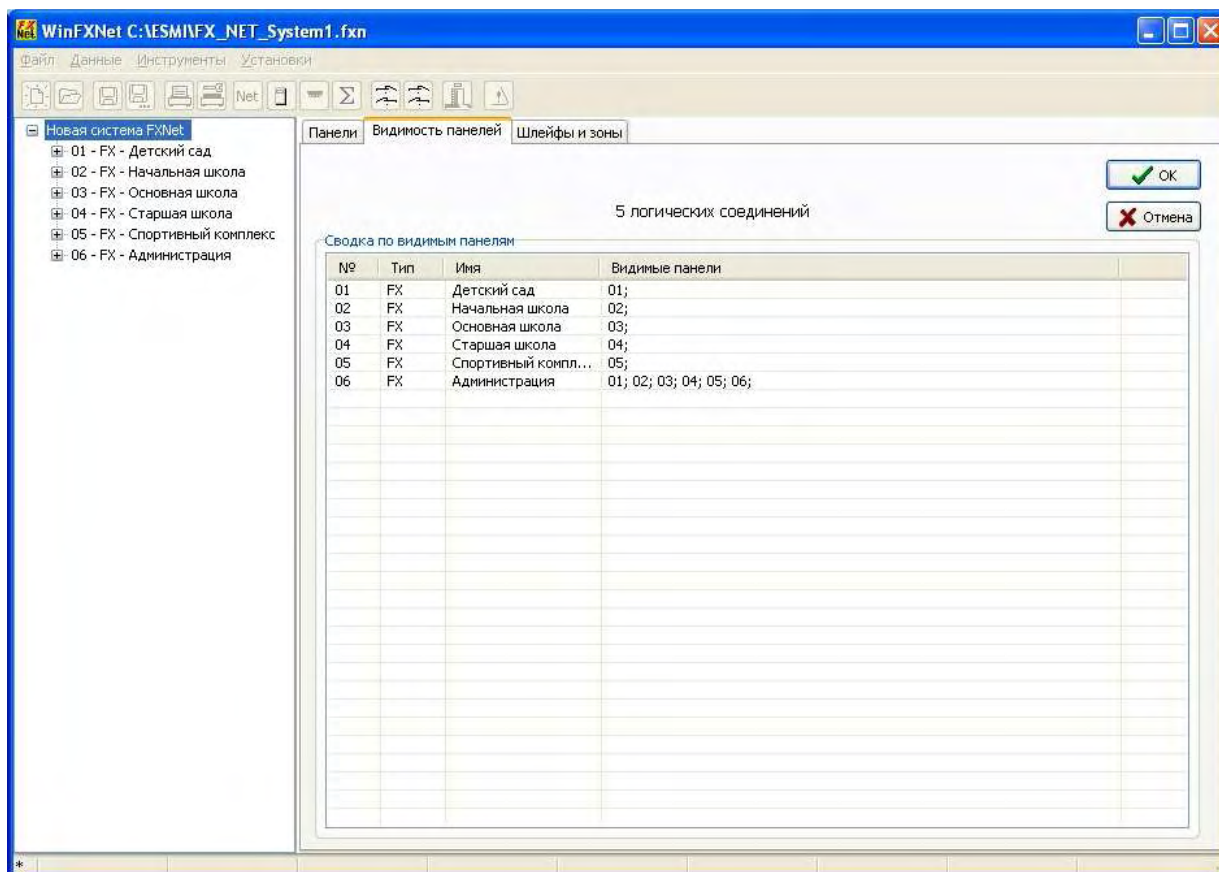 WinFXNet C:\ESMI\FX_NET_System1.fxn
Файл Данные Инструменты Установки
Net
Новая система FXNet
01 - FX - Детский сад
02 - FX - Начальная школа
03 - FX - Основная школа
04 - FX - Старшая школа
05 - FX - Спортивный комплекс
06 - FX - Администрация
Панели Видимость панелей Шлейфы и зоны
OK
5 логических соединений
Отмена
Сводка по видимым панелям
№ Тип Имя Видимые панели
01 FX Детский сад 01;
02 FX Начальная школа 02;
03 FX Основная школа 03;
04 FX Старшая школа 04;
05 FX Спортивный компл... 05;
06 FX Администрация 01; 02; 03; 04; 05; 06;
*